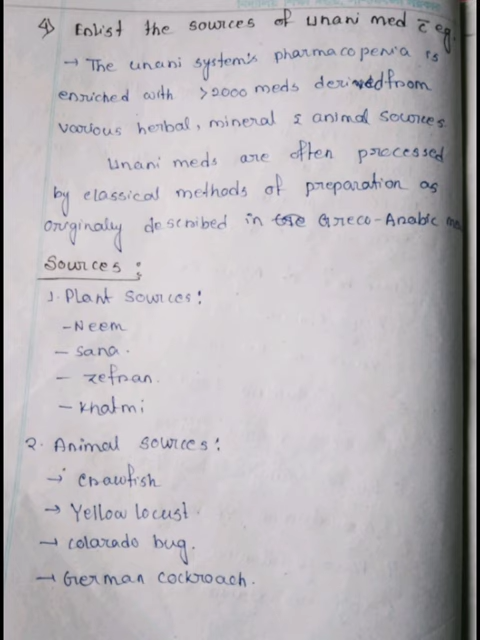 4) Enlist the sources of Unani med c̄ eg.
→ The unani system's pharmacopenia is
enriched with >2000 meds derived from
various herbal, mineral & animal sources.
Unani meds are often processed
by classical methods of preparation as
originaly described in the Greco-Arabic
Sources :
1. Plant sources :
- Neem
- Sana.
- zefran.
- Khatmi
2. Animal sources :
→ Crawfish
→ Yellow locust.
→ Colarado bug.
→ German cockroach.